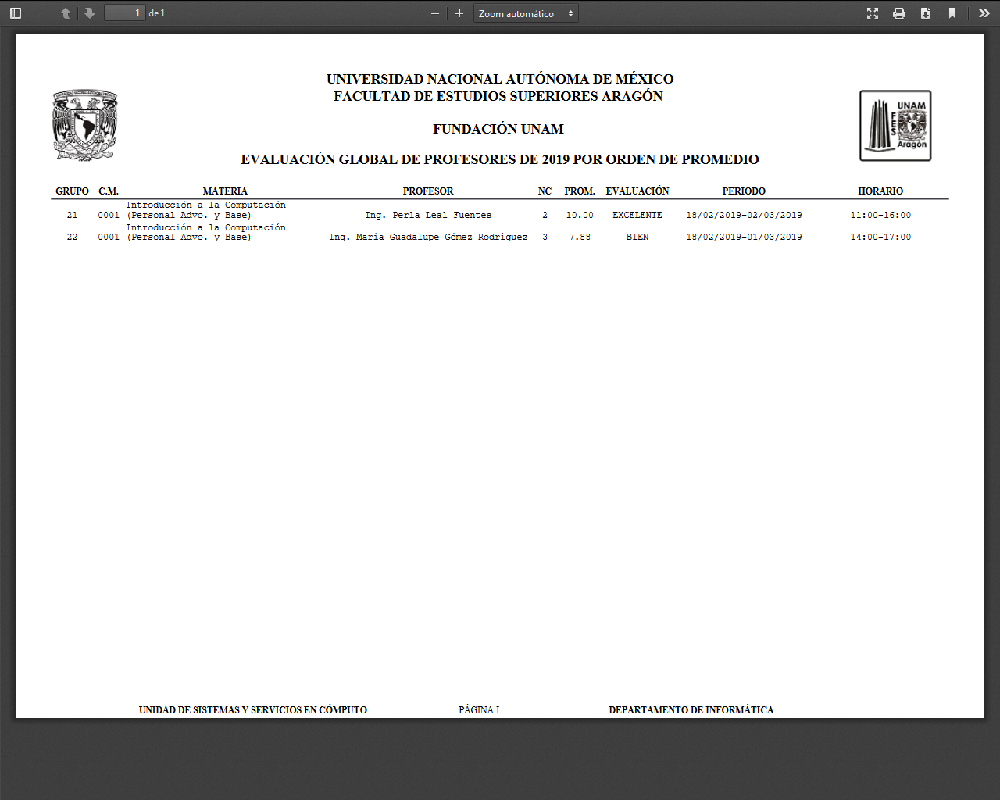 1 de 1 Zoom automático
UNIVERSIDAD NACIONAL AUTÓNOMA DE MÉXICO
FACULTAD DE ESTUDIOS SUPERIORES ARAGÓN
FUNDACIÓN UNAM
EVALUACIÓN GLOBAL DE PROFESORES DE 2019 POR ORDEN DE PROMEDIO
UNAM
FES
Aragón
GRUPO C.M. MATERIA PROFESOR NC PROM. EVALUACIÓN PERIODO HORARIO
Introducción a la Computación
21 0001 (Personal Advo. y Base) Ing. Perla Leal Fuentes 2 10.00 EXCELENTE 18/02/2019-02/03/2019 11:00-16:00
Introducción a la Computación
22 0001 (Personal Advo. y Base) Ing. María Guadalupe Gómez Rodríguez 3 7.88 BIEN 18/02/2019-01/03/2019 14:00-17:00
UNIDAD DE SISTEMAS Y SERVICIOS EN CÓMPUTO PÁGINA:I DEPARTAMENTO DE INFORMÁTICA